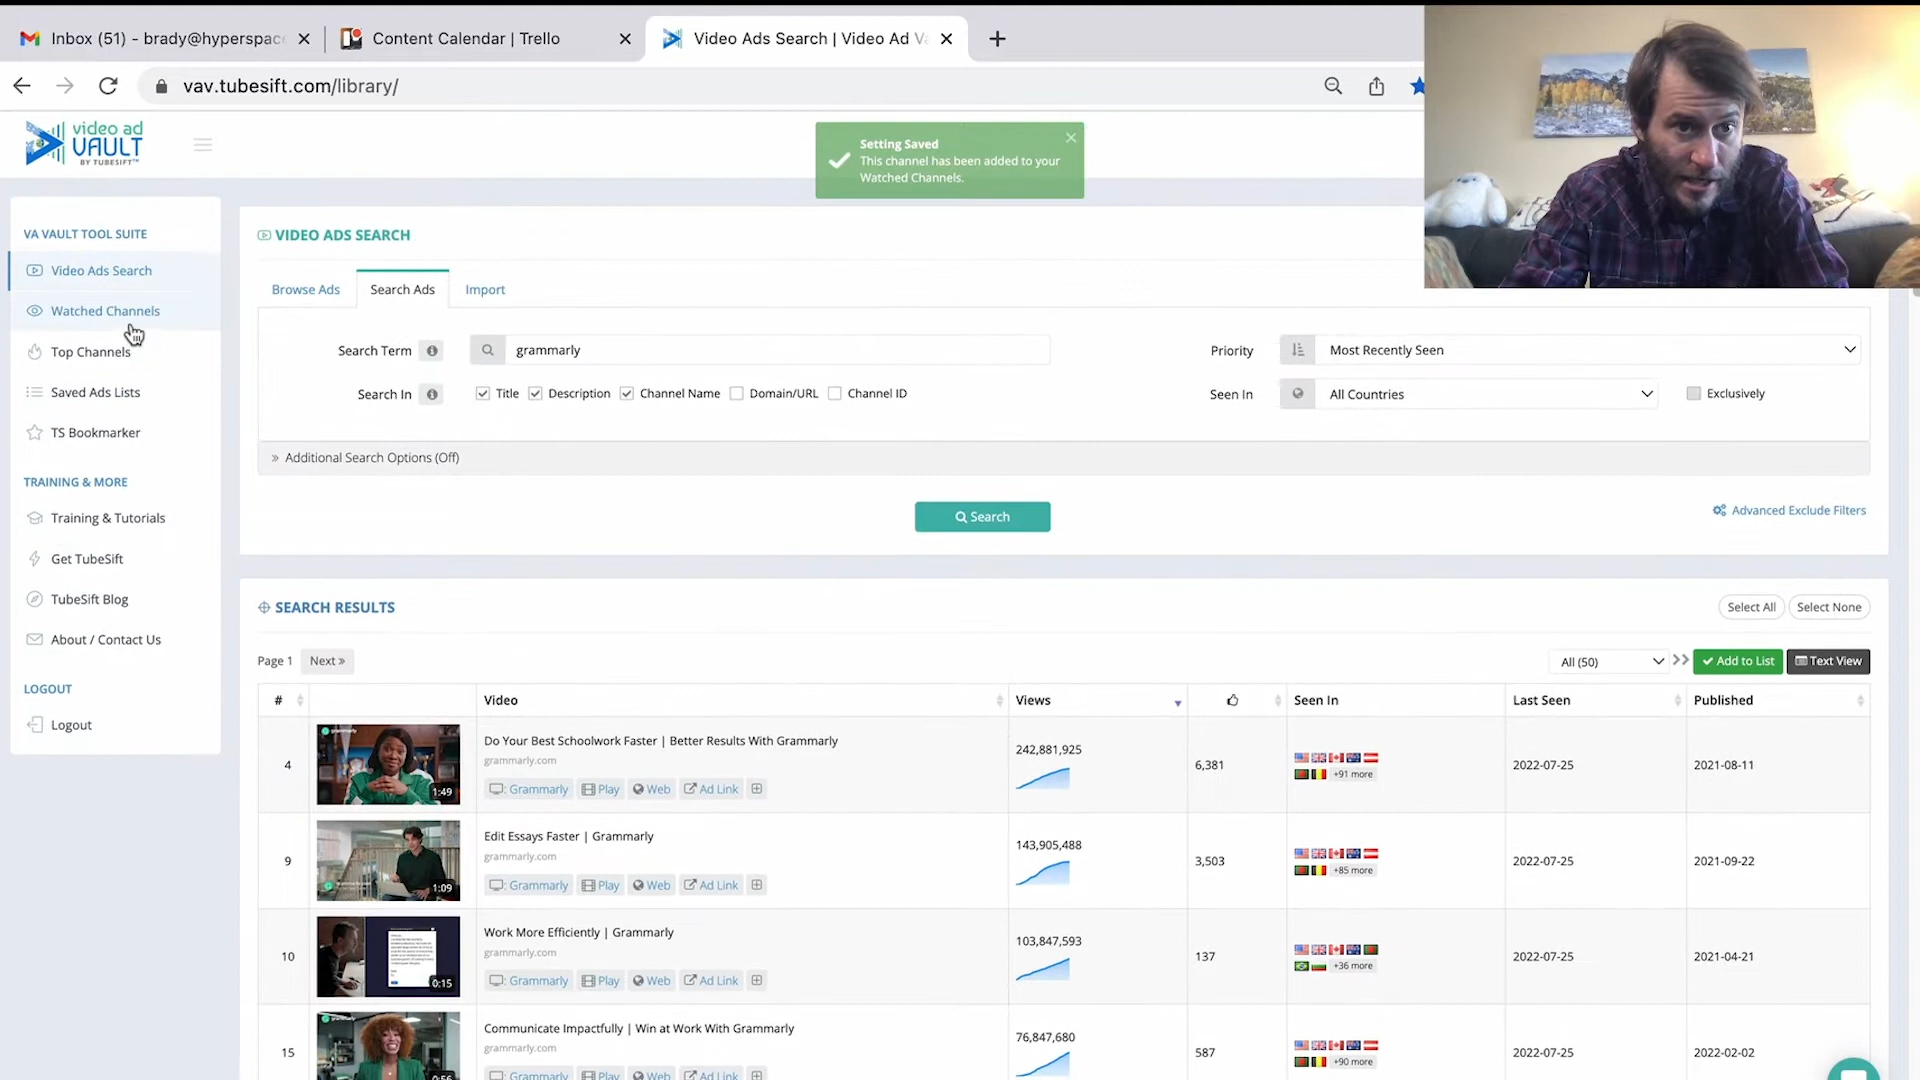 Inbox (51) - brady@hyperspac
Content Calendar | Trello
Video Ads Search | Video Ad V
vav.tubesift.com/library/
video ad
VAULT
BY TUBESIFT™
Setting Saved
This channel has been added to your
Watched Channels.
VA VAULT TOOL SUITE
Video Ads Search
Watched Channels
Top Channels
Saved Ads Lists
TS Bookmarker
TRAINING & MORE
Training & Tutorials
Get TubeSift
TubeSift Blog
About / Contact Us
LOGOUT
Logout
VIDEO ADS SEARCH
Browse Ads Search Ads Import
Search Term grammarly Priority Most Recently Seen
Search In Title Description Channel Name Domain/URL Channel ID Seen In All Countries Exclusively
» Additional Search Options (Off)
Search
Advanced Exclude Filters
SEARCH RESULTS
Select All Select None
Page 1 Next » All (50) Add to List Text View
# Video Views Seen In Last Seen Published
4 1:49 Do Your Best Schoolwork Faster | Better Results With Grammarly 242,881,925 6,381 +91 more 2022-07-25 2021-08-11
grammarly.com
: Grammarly Play Web Ad Link
9 1:09 Edit Essays Faster | Grammarly 143,905,488 3,503 +85 more 2022-07-25 2021-09-22
grammarly.com
: Grammarly Play Web Ad Link
10 0:15 Work More Efficiently | Grammarly 103,847,593 137 +36 more 2022-07-25 2021-04-21
grammarly.com
: Grammarly Play Web Ad Link
15 0:56 Communicate Impactfully | Win at Work With Grammarly 76,847,680 587 +90 more 2022-07-25 2022-02-02
grammarly.com
: Grammarly Play Web Ad Link